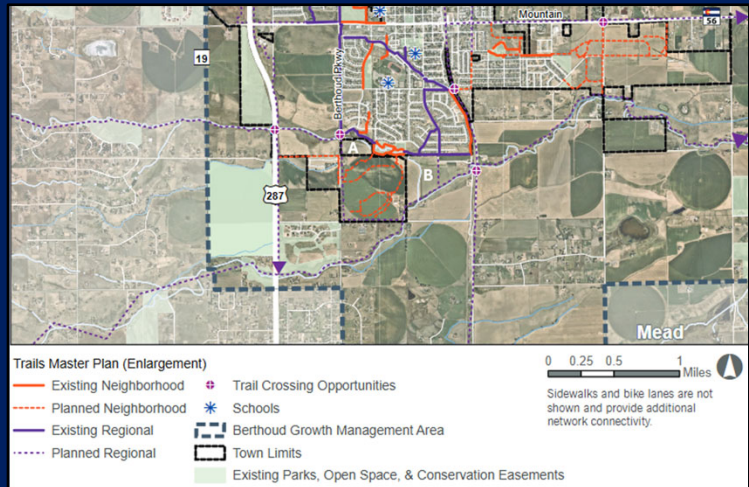 Mountain
56
19
Berthoud Pkwy
A
B
287
Mead
Trails Master Plan (Enlargement)
Existing Neighborhood
Planned Neighborhood
Existing Regional
Planned Regional
Trail Crossing Opportunities
Schools
Berthoud Growth Management Area
Town Limits
Existing Parks, Open Space, & Conservation Easements
0 0.25 0.5 1
Miles
Sidewalks and bike lanes are not
shown and provide additional
network connectivity.